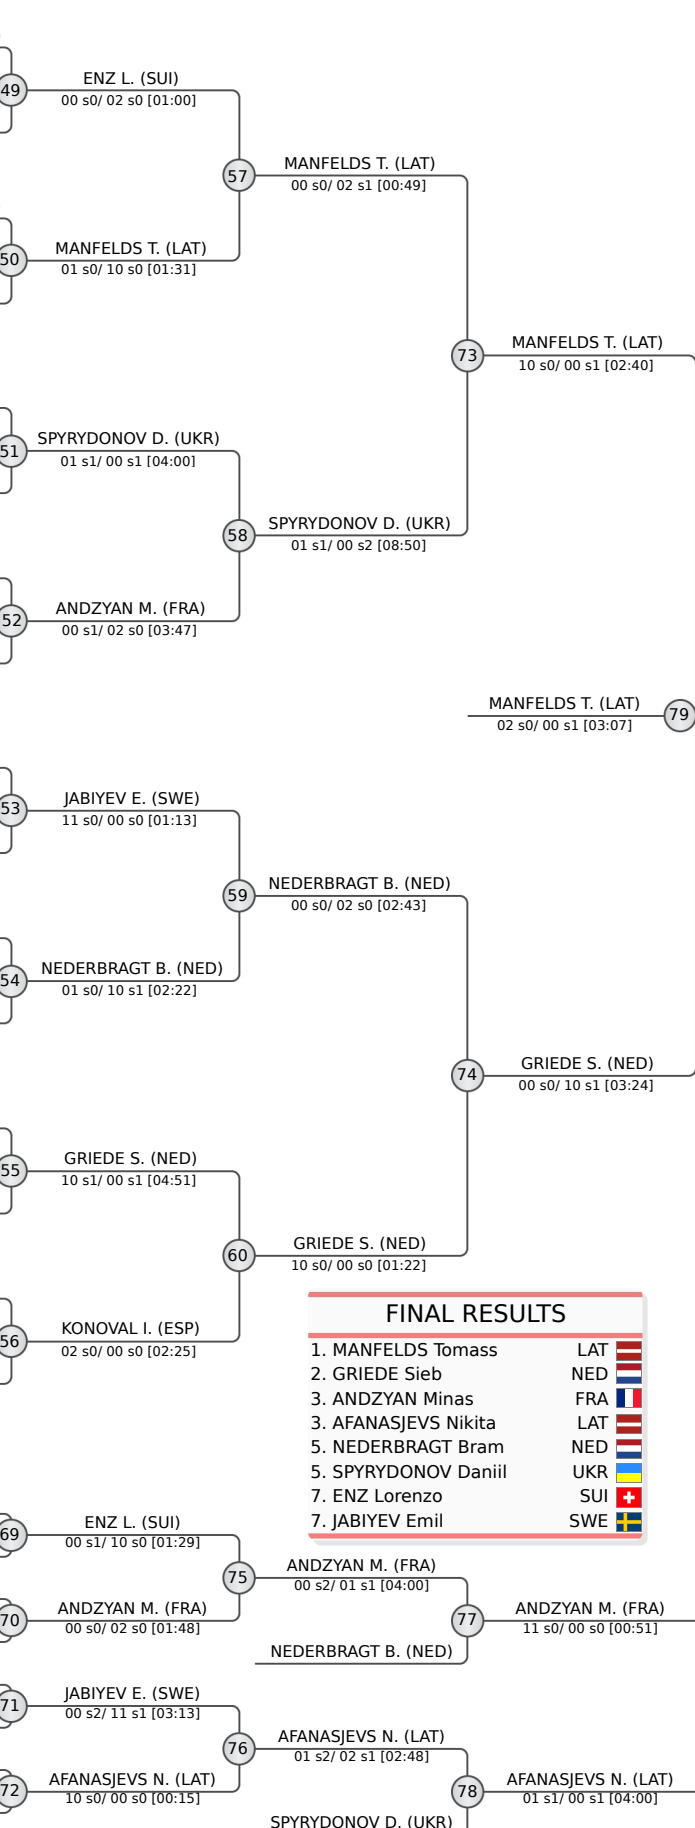 ENZ L. (SUI)
49
00 s0/ 02 s0 [01:00]
MANFELDS T. (LAT)
57
00 s0/ 02 s1 [00:49]
MANFELDS T. (LAT)
50
01 s0/ 10 s0 [01:31]
MANFELDS T. (LAT)
73
10 s0/ 00 s1 [02:40]
SPYRYDONOV D. (UKR)
51
01 s1/ 00 s1 [04:00]
SPYRYDONOV D. (UKR)
58
01 s1/ 00 s2 [08:50]
ANDZYAN M. (FRA)
52
00 s1/ 02 s0 [03:47]
MANFELDS T. (LAT)
79
02 s0/ 00 s1 [03:07]
JABIYEV E. (SWE)
53
11 s0/ 00 s0 [01:13]
NEDERBRAGT B. (NED)
59
00 s0/ 02 s0 [02:43]
NEDERBRAGT B. (NED)
54
01 s0/ 10 s1 [02:22]
GRIEDE S. (NED)
74
00 s0/ 10 s1 [03:24]
GRIEDE S. (NED)
55
10 s1/ 00 s1 [04:51]
GRIEDE S. (NED)
60
10 s0/ 00 s0 [01:22]
KONOVAL I. (ESP)
56
02 s0/ 00 s0 [02:25]
FINAL RESULTS
1. MANFELDS Tomass LAT
2. GRIEDE Sieb NED
3. ANDZYAN Minas FRA
3. AFANASJEVS Nikita LAT
5. NEDERBRAGT Bram NED
5. SPYRYDONOV Daniil UKR
7. ENZ Lorenzo SUI
7. JABIYEV Emil SWE
ENZ L. (SUI)
69
00 s1/ 10 s0 [01:29]
ANDZYAN M. (FRA)
75
00 s2/ 01 s1 [04:00]
ANDZYAN M. (FRA)
70
00 s0/ 02 s0 [01:48]
ANDZYAN M. (FRA)
77
11 s0/ 00 s0 [00:51]
NEDERBRAGT B. (NED)
JABIYEV E. (SWE)
71
00 s2/ 11 s1 [03:13]
AFANASJEVS N. (LAT)
76
01 s2/ 02 s1 [02:48]
AFANASJEVS N. (LAT)
72
10 s0/ 00 s0 [00:15]
AFANASJEVS N. (LAT)
78
01 s1/ 00 s1 [04:00]
SPYRYDONOV D. (UKR)